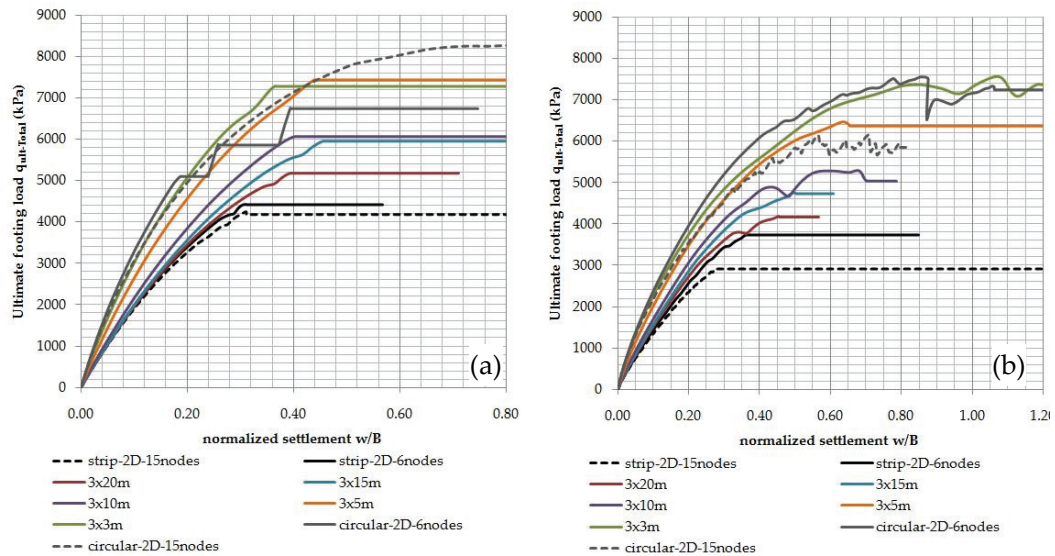 Ultimate footing load qult-Total (kPa)
9000
8000
7000
6000
5000
4000
3000
2000
1000
0
0.00 0.20 0.40 0.60 0.80
(a)
normalized settlement w/B
strip-2D-15nodes strip-2D-6nodes
3x20m 3x15m
3x10m 3x5m
3x3m circular-2D-6nodes
circular-2D-15nodes
Ultimate footing load qult-Total (kPa)
9000
8000
7000
6000
5000
4000
3000
2000
1000
0
0.00 0.20 0.40 0.60 0.80 1.00 1.20
(b)
normalized settlement w/B
strip-2D-15nodes strip-2D-6nodes
3x20m 3x15m
3x10m 3x5m
3x3m circular-2D-6nodes
circular-2D-15nodes